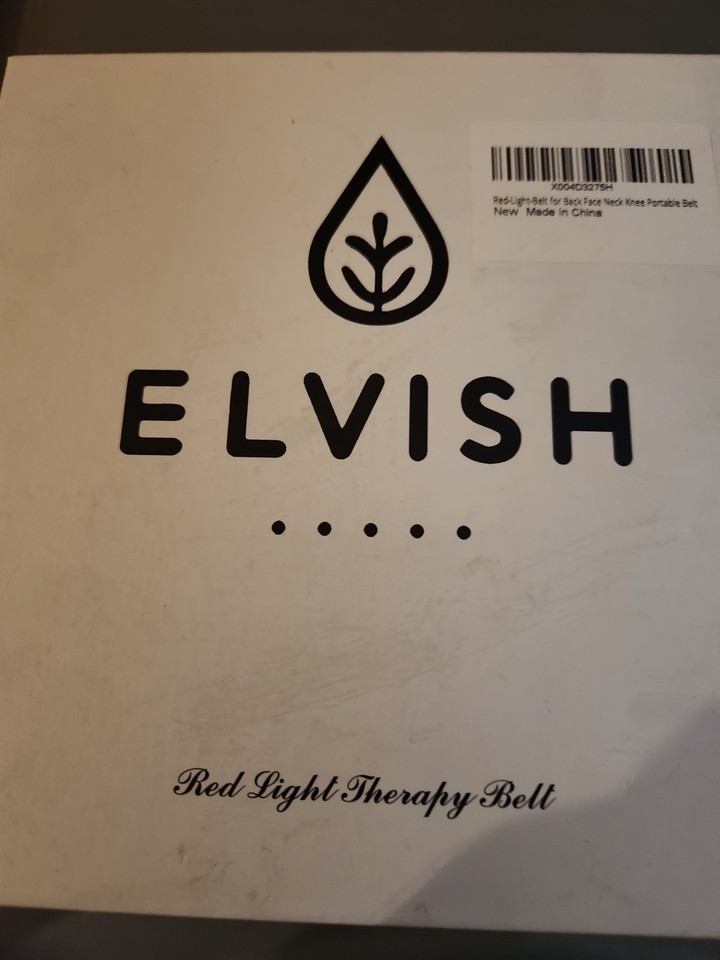 X004D3275H
Red-Light-Belt for Back Face Neck Knee Portable Belt
New Made in China
ELVISH
Red Light Therapy Belt